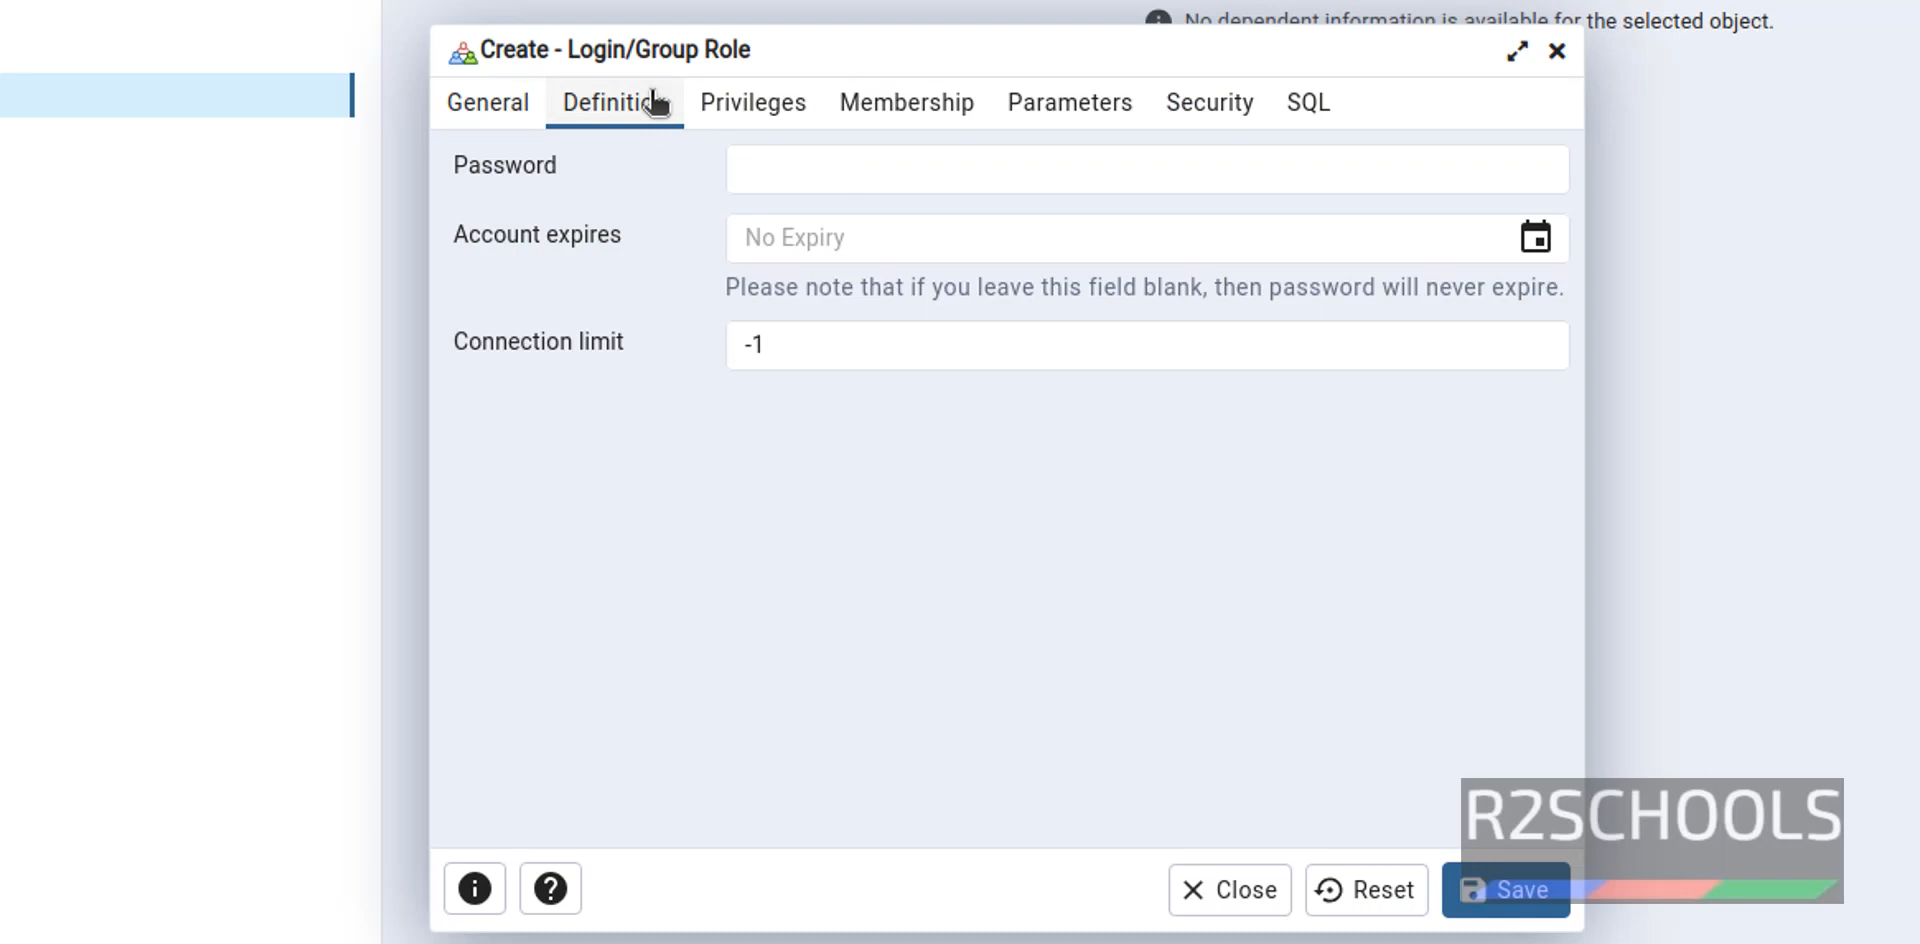 No dependent information is available for the selected object.
Create - Login/Group Role
General Definition Privileges Membership Parameters Security SQL
Password
Account expires No Expiry
Please note that if you leave this field blank, then password will never expire.
Connection limit -1
R2SCHOOLS
Close Reset Save